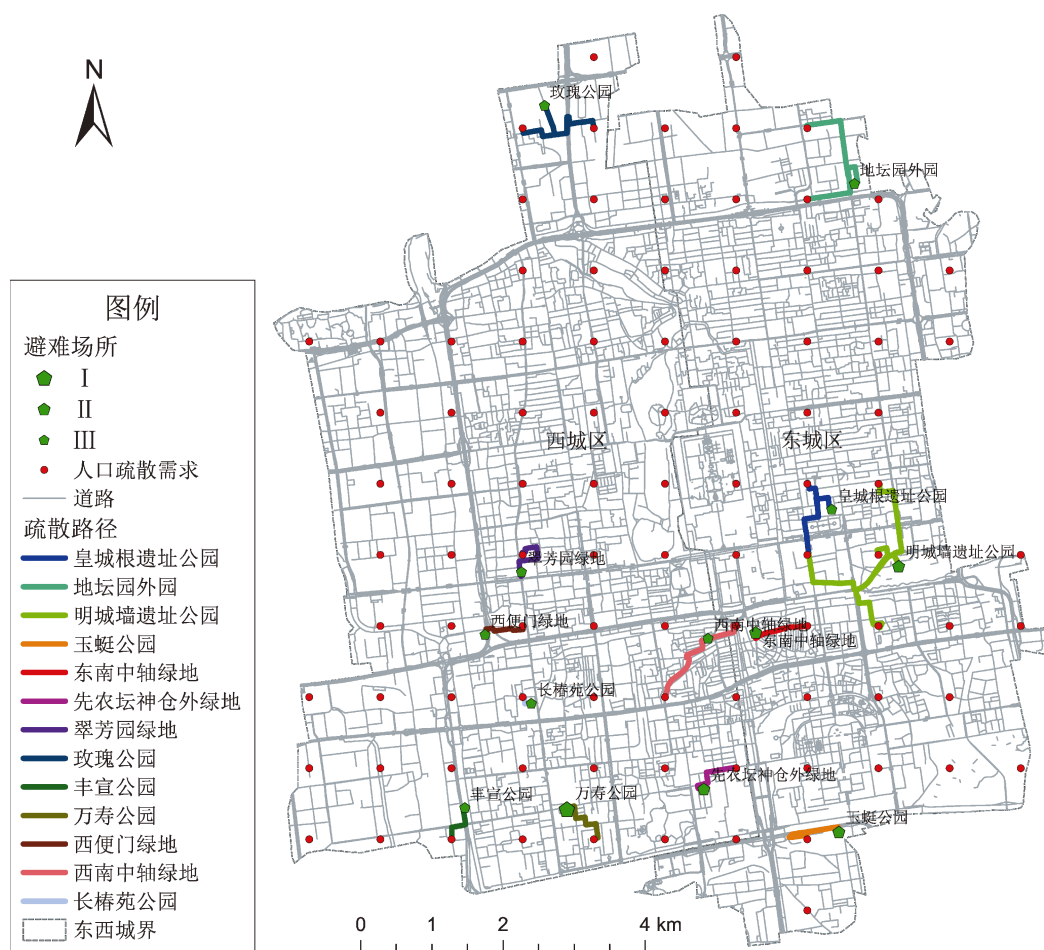 N
玫瑰公园
地坛园外园
西城区
东城区
皇城根遗址公园
明城墙遗址公园
翠芳园绿地
西便门绿地
西南中轴绿地
东南中轴绿地
长椿苑公园
先农坛神仓外绿地
丰宣公园
万寿公园
玉蜓公园
图例
避难场所
Ⅰ
Ⅱ
Ⅲ
人口疏散需求
道路
疏散路径
皇城根遗址公园
地坛园外园
明城墙遗址公园
玉蜓公园
东南中轴绿地
先农坛神仓外绿地
翠芳园绿地
玫瑰公园
丰宣公园
万寿公园
西便门绿地
西南中轴绿地
长椿苑公园
东西城界
0 1 2 4 km